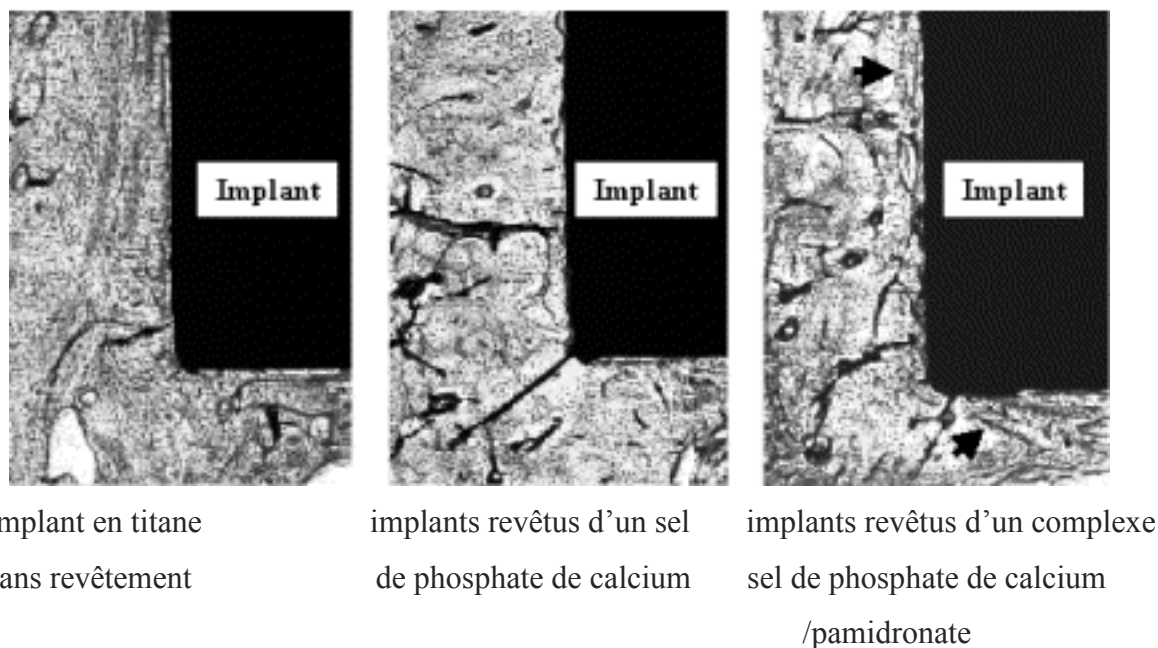 Implant
Implant
Implant
mplant en titane
ans revêtement
implants revêtus d’un sel
de phosphate de calcium
implants revêtus d’un complexe
sel de phosphate de calcium
/pamidronate